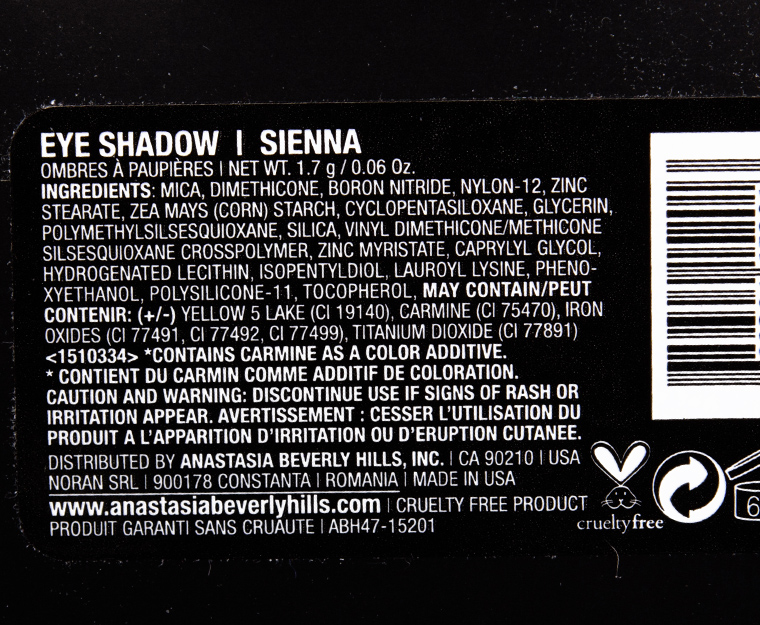 EYE SHADOW | SIENNA
OMBRES À PAUPIÈRES | NET WT. 1.7 g / 0.06 Oz.
INGREDIENTS: MICA, DIMETHICONE, BORON NITRIDE, NYLON-12, ZINC
STEARATE, ZEA MAYS (CORN) STARCH, CYCLOPENTASILOXANE, GLYCERIN,
POLYMETHYLSILSESQUIOXANE, SILICA, VINYL DIMETHICONE/METHICONE
SILSESQUIOXANE CROSSPOLYMER, ZINC MYRISTATE, CAPRYLYL GLYCOL,
HYDROGENATED LECITHIN, ISOPENTYLDIOL, LAUROYL LYSINE, PHENO-
XYETHANOL, POLYSILICONE-11, TOCOPHEROL, MAY CONTAIN/PEUT
CONTENIR: (+/-) YELLOW 5 LAKE (CI 19140), CARMINE (CI 75470), IRON
OXIDES (CI 77491, CI 77492, CI 77499), TITANIUM DIOXIDE (CI 77891)
<1510334> *CONTAINS CARMINE AS A COLOR ADDITIVE.
* CONTIENT DU CARMIN COMME ADDITIF DE COLORATION.
CAUTION AND WARNING: DISCONTINUE USE IF SIGNS OF RASH OR
IRRITATION APPEAR. AVERTISSEMENT : CESSER L'UTILISATION DU
PRODUIT A L'APPARITION D'IRRITATION OU D'ERUPTION CUTANEE.
DISTRIBUTED BY ANASTASIA BEVERLY HILLS, INC. | CA 90210 | USA
NORAN SRL | 900178 CONSTANTA | ROMANIA | MADE IN USA
www.anastasiabeverlyhills.com | CRUELTY FREE PRODUCT
PRODUIT GARANTI SANS CRUAUTE | ABH47-15201
crueltyfree
6